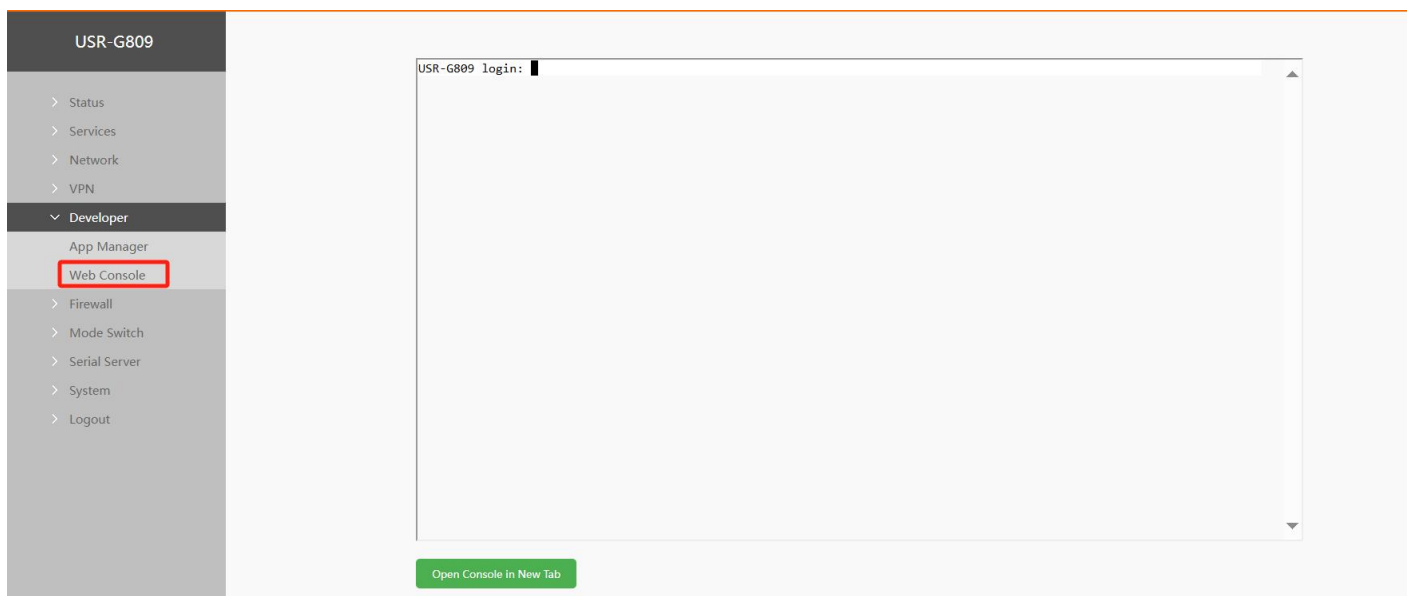 USR-G809
Status
Services
Network
VPN
Developer
App Manager
Web Console
Firewall
Mode Switch
Serial Server
System
Logout
USR-G809 login:
Open Console in New Tab